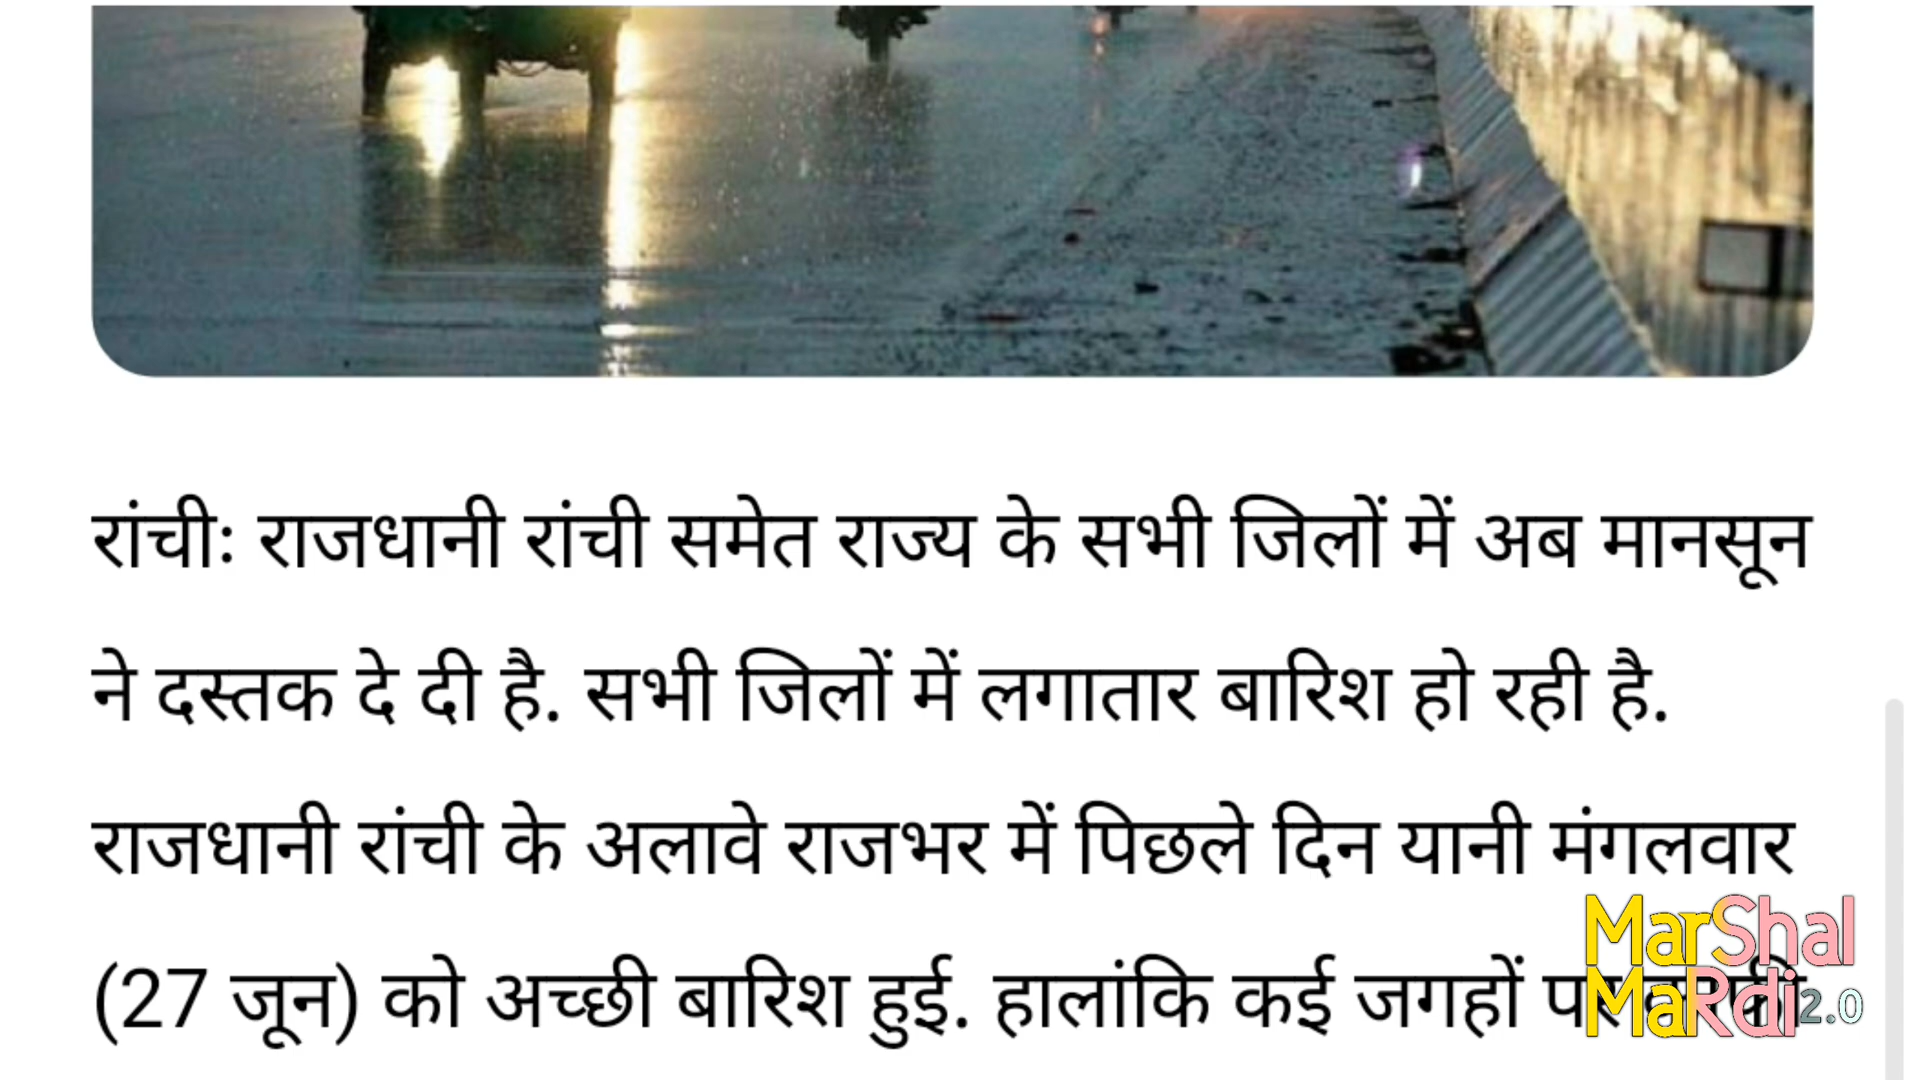 रांचीः राजधानी रांची समेत राज्य के सभी जिलों में अब मानसून
ने दस्तक दे दी है. सभी जिलों में लगातार बारिश हो रही है.
राजधानी रांची के अलावे राजभर में पिछले दिन यानी मंगलवार
(27 जून) को अच्छी बारिश हुई. हालांकि कई जगहों पर
MarShal
MaRdi 2.0